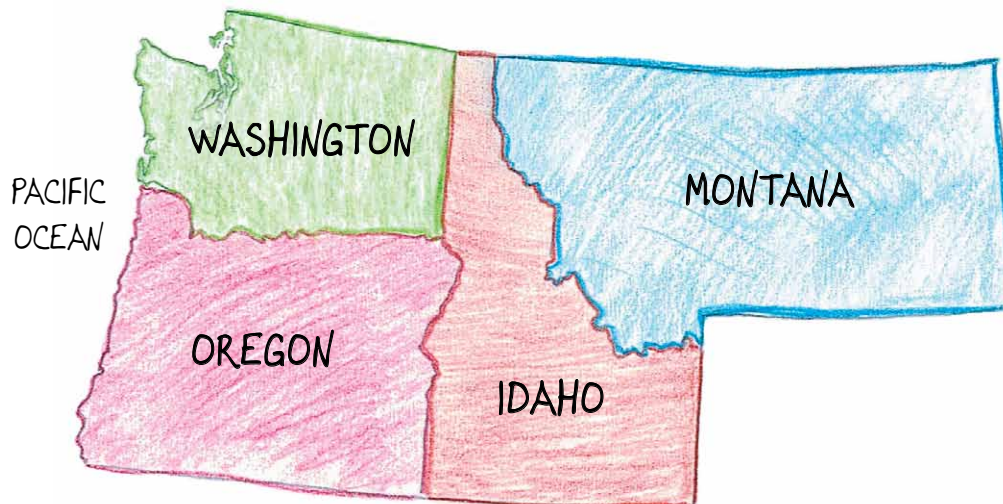 WASHINGTON
MONTANA
PACIFIC
OCEAN
OREGON
IDAHO